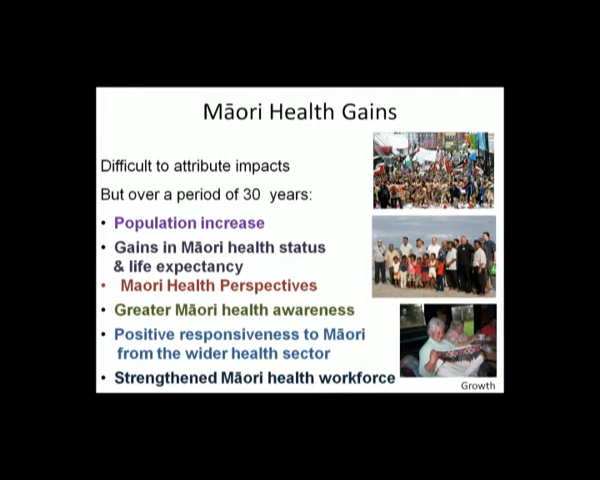 Māori Health Gains
Difficult to attribute impacts
But over a period of 30 years:
• Population increase
• Gains in Māori health status
& life expectancy
• Maori Health Perspectives
• Greater Māori health awareness
• Positive responsiveness to Māori
from the wider health sector
• Strengthened Māori health workforce
Growth